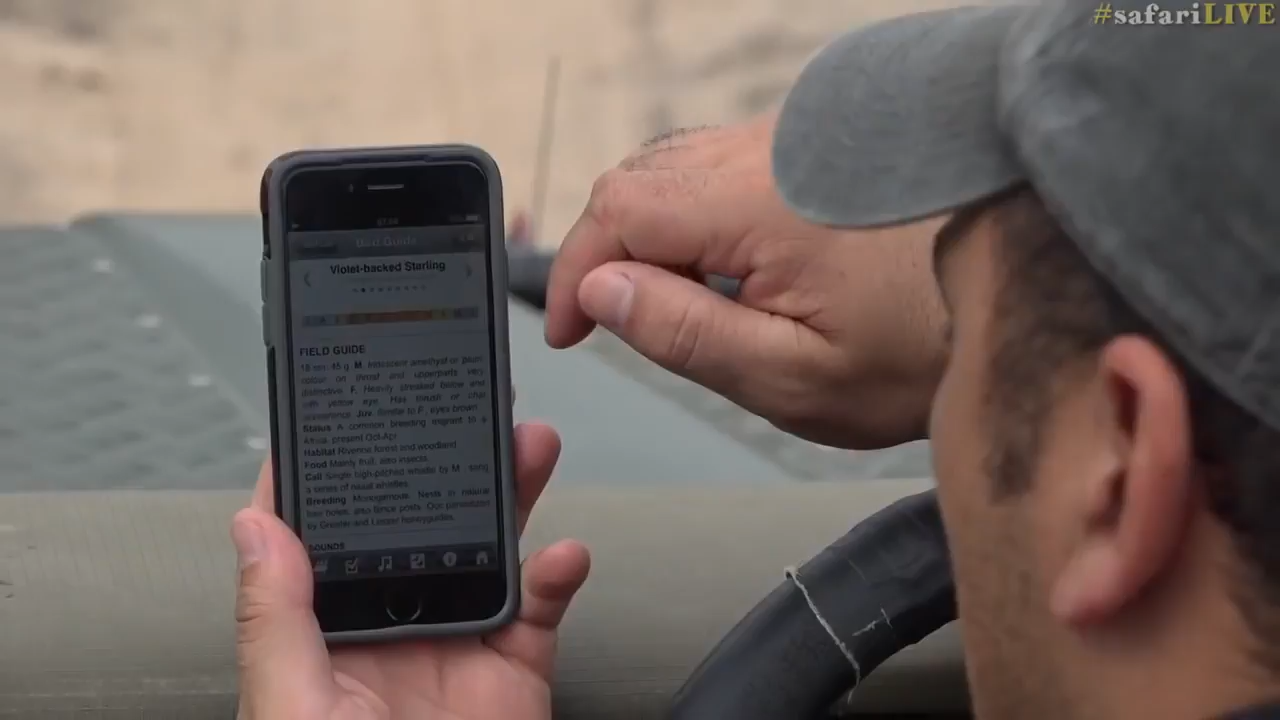 #safariLIVE
Bird Guide
Violet-backed Starling
FIELD GUIDE
18 cm; 45 g. M Iridescent amethyst or plum
colour on throat and upperparts very
distinctive. F. Heavily streaked below and
with yellow eye. Has thrush or chat
appearance. Juv. Similar to F., eyes brown.
Status A common breeding migrant to s
Africa, present Oct-Apr.
Habitat Riverine forest and woodland.
Food Mainly fruit, also insects.
Call Single high-pitched whistle by M. song
a series of nasal whistles.
Breeding Monogamous. Nests in natural
tree holes, also fence posts. Our parasitized
by Greater and Lesser honeyguides.
SOUNDS